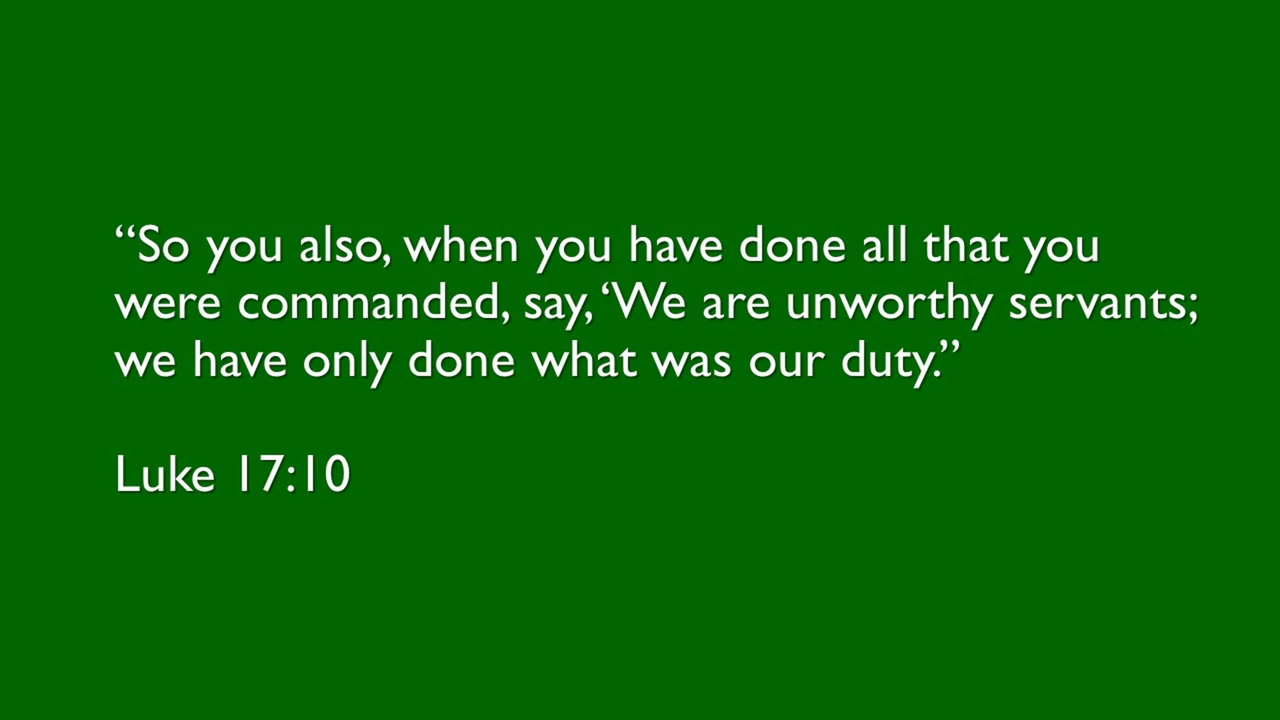 “So you also, when you have done all that you
were commanded, say, ‘We are unworthy servants;
we have only done what was our duty.”
Luke 17:10